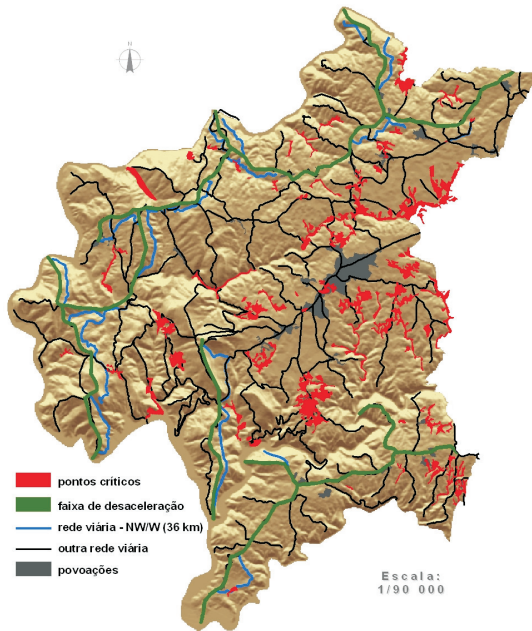 pontos críticos
faixa de desaceleração
rede viária - NW/W (36 km)
outra rede viária
povoações
Escala:
1/90 000